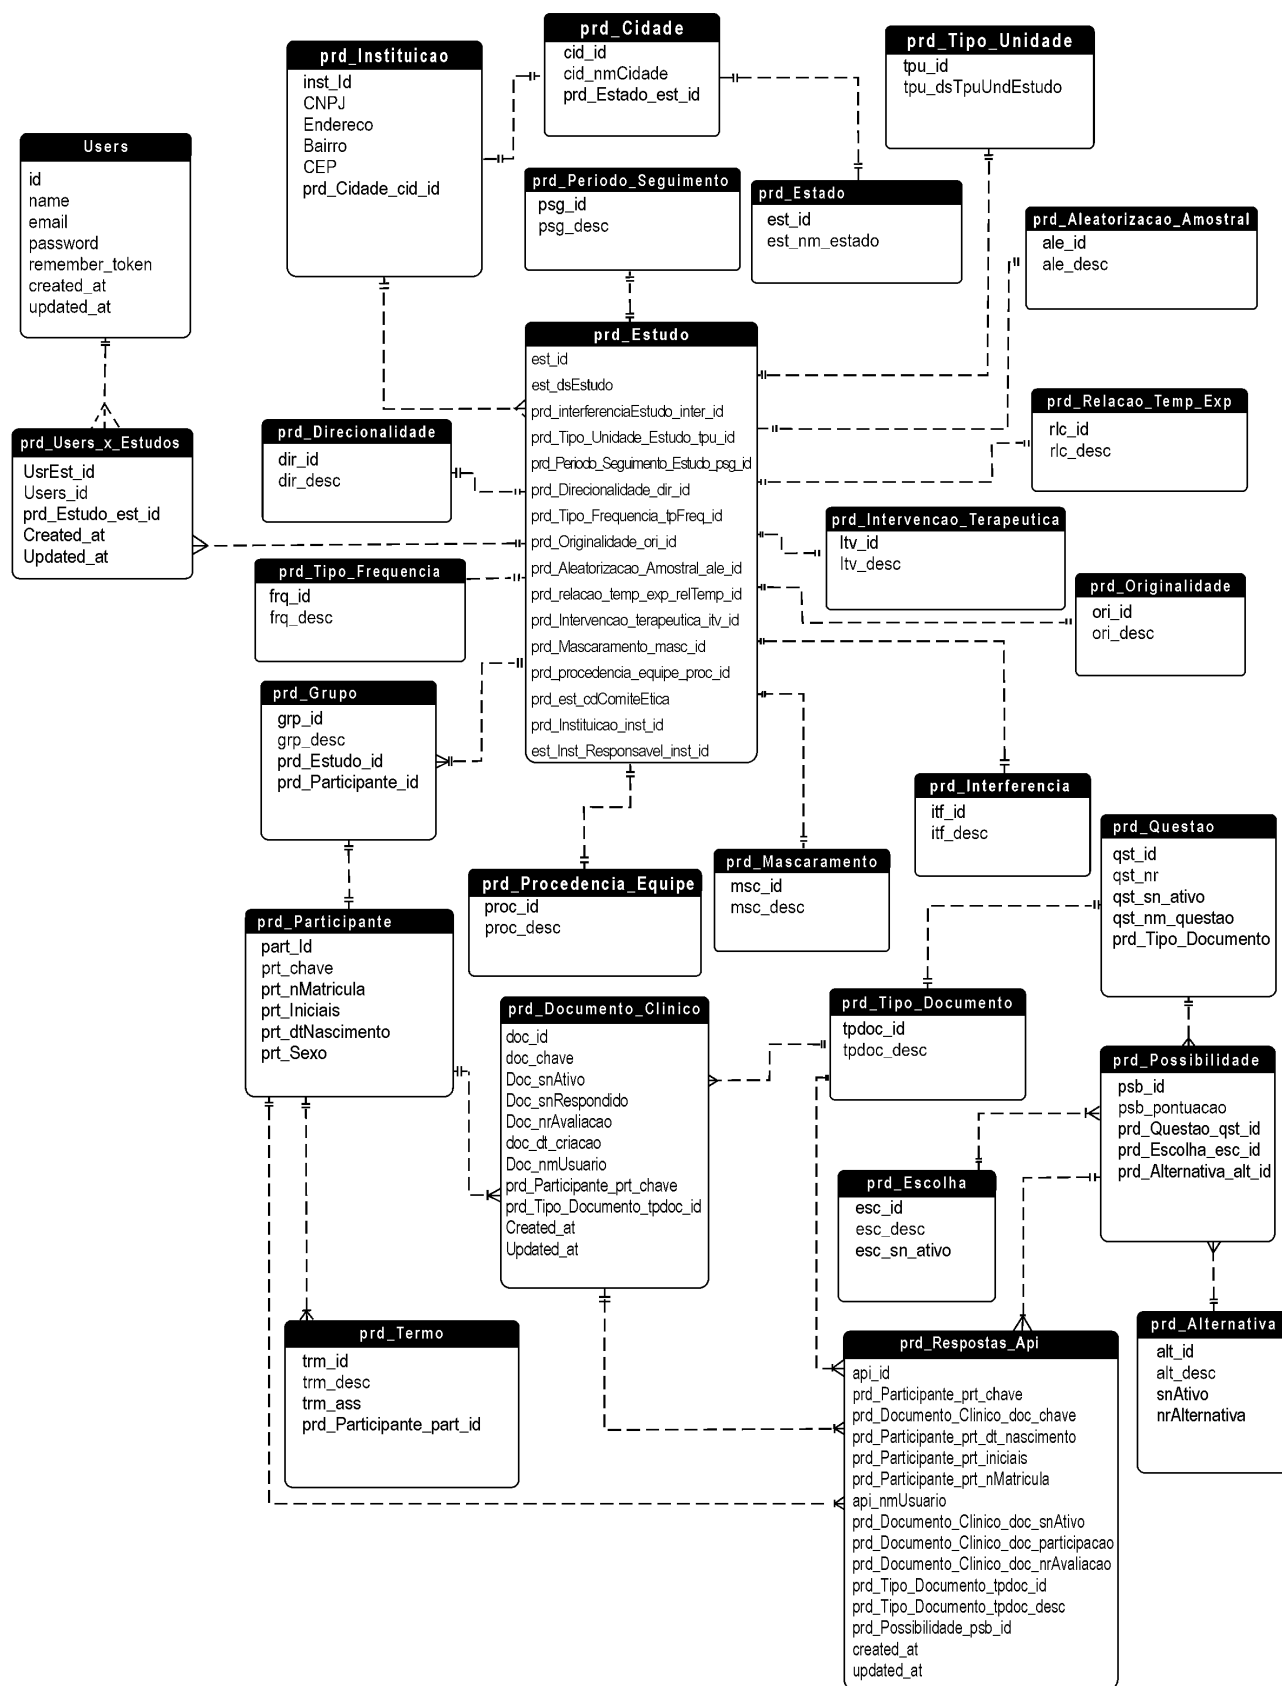 prd_Cidade
cid_id
cid_nmCidade
prd_Estado_est_id
prd_Instituicao
inst_Id
CNPJ
Endereco
Bairro
CEP
prd_Cidade_cid_id
prd_Tipo_Unidade
tpu_id
tpu_dsTpuUndEstudo
Users
id
name
email
password
remember_token
created_at
updated_at
prd_Periodo_Seguimento
psg_id
psg_desc
prd_Estado
est_id
est_nm_estado
prd_Aleatorizacao_Amostral
ale_id
ale_desc
prd_Estudo
est_id
est_dsEstudo
prd_interferenciaEstudo_inter_id
prd_Tipo_Unidade_Estudo_tpu_id
prd_Periodo_Seguimento_Estudo_psg_id
prd_Direcionalidade_dir_id
prd_Tipo_Frequencia_tpFreq_id
prd_Originalidade_ori_id
prd_Aleatorizacao_Amostral_ale_id
prd_relacao_temp_exp_relTemp_id
prd_Intervencao_terapeutica_itv_id
prd_Mascaramento_masc_id
prd_procedencia_equipe_proc_id
prd_est_cdComiteEtica
prd_Instituicao_inst_id
est_Inst_Responsavel_inst_id
prd_Relacao_Temp_Exp
rlc_id
rlc_desc
prd_Direcionalidade
dir_id
dir_desc
prd_Users_x_Estudos
UsrEst_id
Users_id
prd_Estudo_est_id
Created_at
Updated_at
prd_Intervencao_Terapeutica
Itv_id
Itv_desc
prd_Tipo_Frequencia
frq_id
frq_desc
prd_Originalidade
ori_id
ori_desc
prd_Grupo
grp_id
grp_desc
prd_Estudo_id
prd_Participante_id
prd_Interferencia
itf_id
itf_desc
prd_Questao
qst_id
qst_nr
qst_sn_ativo
qst_nm_questao
prd_Tipo_Documento
prd_Mascaramento
msc_id
msc_desc
prd_Procedencia_Equipe
proc_id
proc_desc
prd_Participante
part_Id
prt_chave
prt_nMatricula
prt_Iniciais
prt_dtNascimento
prt_Sexo
prd_Documento_Clinico
doc_id
doc_chave
Doc_snAtivo
Doc_snRespondido
Doc_nrAvaliacao
doc_dt_criacao
Doc_nmUsuario
prd_Participante_prt_chave
prd_Tipo_Documento_tpdoc_id
Created_at
Updated_at
prd_Tipo_Documento
tpdoc_id
tpdoc_desc
prd_Possibilidade
psb_id
psb_pontuacao
prd_Questao_qst_id
prd_Escolha_esc_id
prd_Alternativa_alt_id
prd_Escolha
esc_id
esc_desc
esc_sn_ativo
prd_Termo
trm_id
trm_desc
trm_ass
prd_Participante_part_id
prd_Alternativa
alt_id
alt_desc
snAtivo
nrAlternativa
prd_Respostas_Api
api_id
prd_Participante_prt_chave
prd_Documento_Clinico_doc_chave
prd_Participante_prt_dt_nascimento
prd_Participante_prt_iniciais
prd_Participante_prt_nMatricula
api_nmUsuario
prd_Documento_Clinico_doc_snAtivo
prd_Documento_Clinico_doc_participacao
prd_Documento_Clinico_doc_nrAvaliacao
prd_Tipo_Documento_tpdoc_id
prd_Tipo_Documento_tpdoc_desc
prd_Possibilidade_psb_id
created_at
updated_at